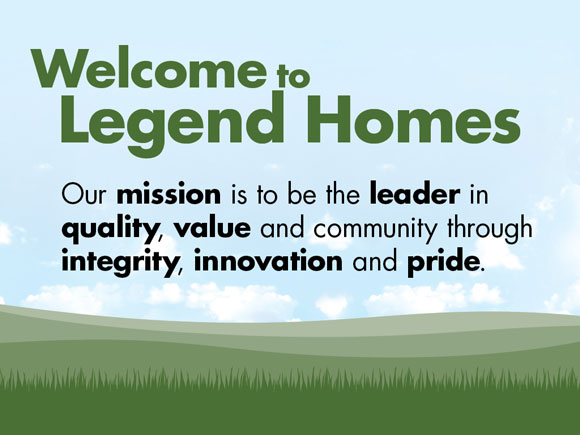 Welcome to
Legend Homes
Our mission is to be the leader in
quality, value and community through
integrity, innovation and pride.